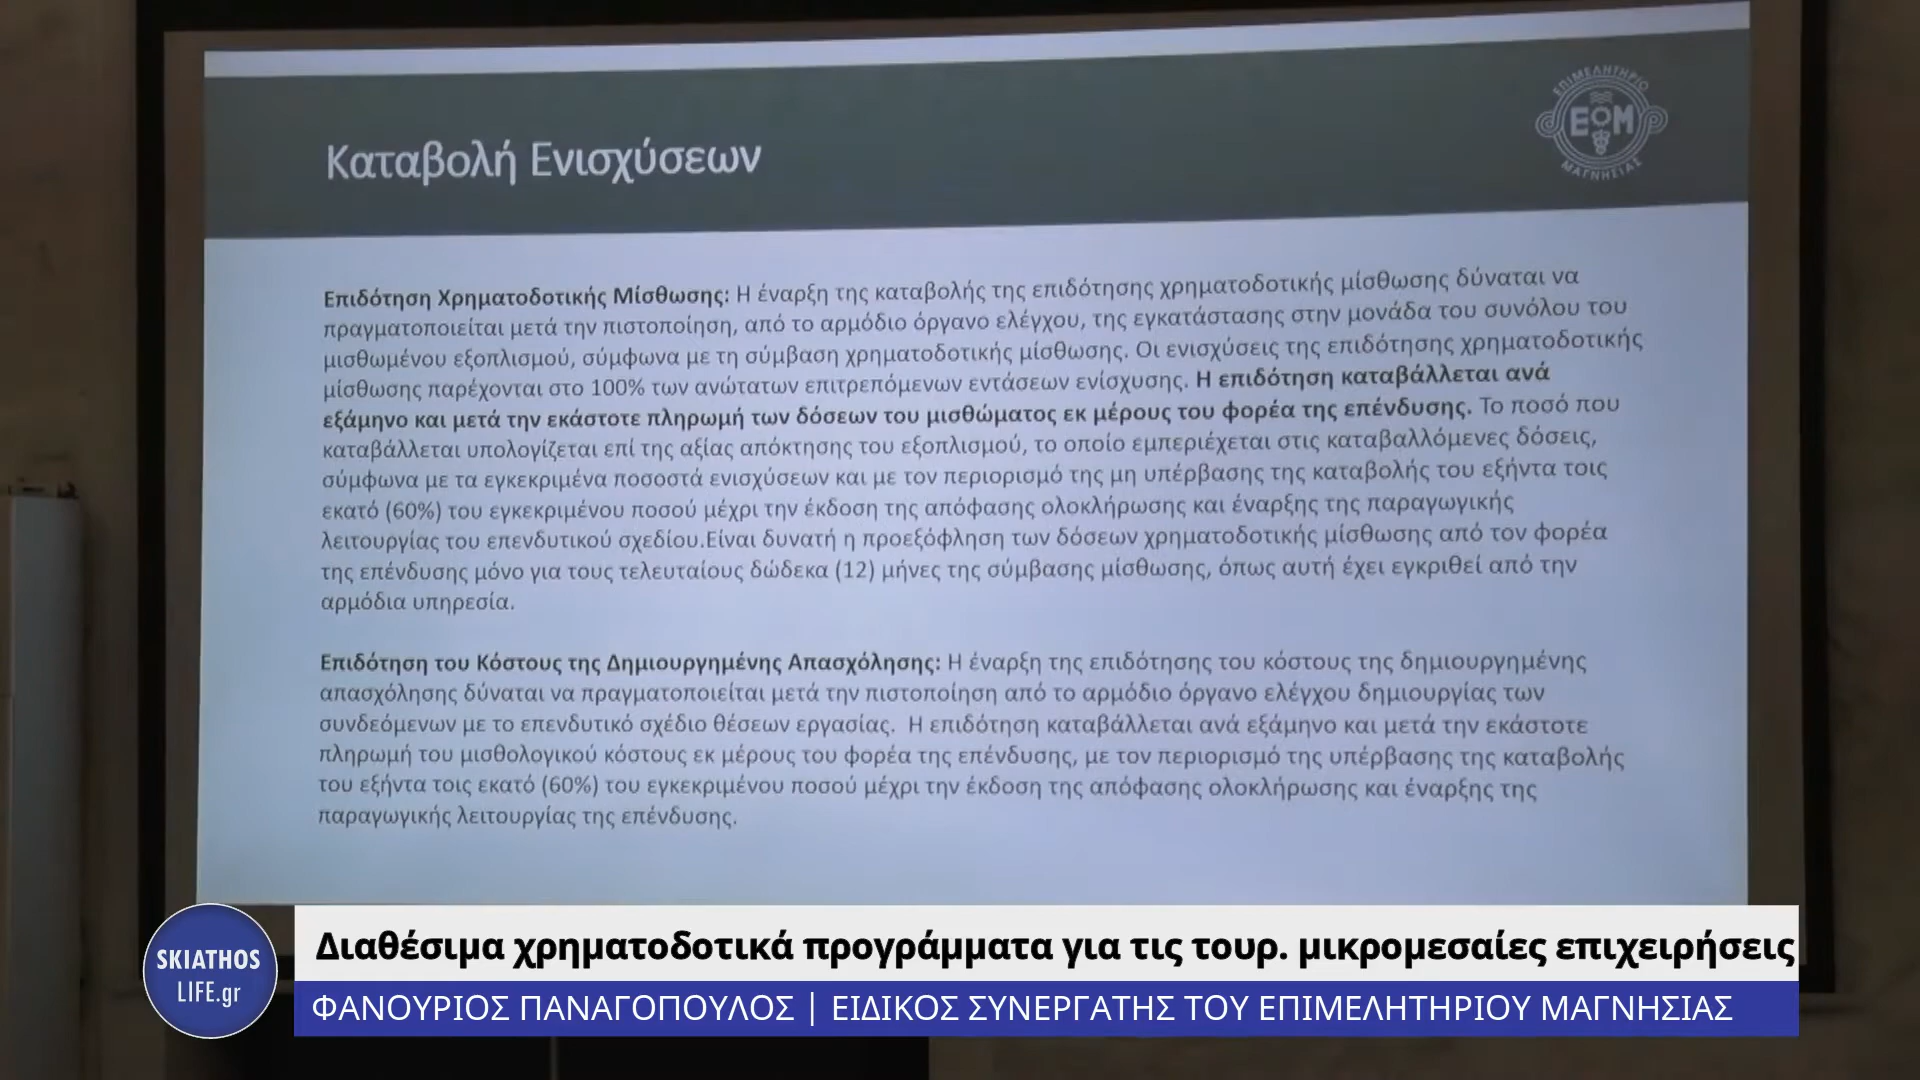 ΕΠΙΜΕΛΗΤΗΡΙΟ
ΕΟΜ
ΜΑΓΝΗΣΙΑΣ
Καταβολή Ενισχύσεων
Επιδότηση Χρηματοδοτικής Μίσθωσης: Η έναρξη της καταβολής της επιδότησης χρηματοδοτικής μίσθωσης δύναται να
πραγματοποιείται μετά την πιστοποίηση, από το αρμόδιο όργανο ελέγχου, της εγκατάστασης στην μονάδα του συνόλου του
μισθωμένου εξοπλισμού, σύμφωνα με τη σύμβαση χρηματοδοτικής μίσθωσης. Οι ενισχύσεις της επιδότησης χρηματοδοτικής
μίσθωσης παρέχονται στο 100% των ανώτατων επιτρεπόμενων εντάσεων ενίσχυσης. Η επιδότηση καταβάλλεται ανά
εξάμηνο και μετά την εκάστοτε πληρωμή των δόσεων του μισθώματος εκ μέρους του φορέα της επένδυσης. Το ποσό που
καταβάλλεται υπολογίζεται επί της αξίας απόκτησης του εξοπλισμού, το οποίο εμπεριέχεται στις καταβαλλόμενες δόσεις,
σύμφωνα με τα εγκεκριμένα ποσοστά ενισχύσεων και με τον περιορισμό της μη υπέρβασης της καταβολής του εξήντα τοις
εκατό (60%) του εγκεκριμένου ποσού μέχρι την έκδοση της απόφασης ολοκλήρωσης και έναρξης της παραγωγικής
λειτουργίας του επενδυτικού σχεδίου.Είναι δυνατή η προεξόφληση των δόσεων χρηματοδοτικής μίσθωσης από τον φορέα
της επένδυσης μόνο για τους τελευταίους δώδεκα (12) μήνες της σύμβασης μίσθωσης, όπως αυτή έχει εγκριθεί από την
αρμόδια υπηρεσία.
Επιδότηση του Κόστους της Δημιουργημένης Απασχόλησης: Η έναρξη της επιδότησης του κόστους της δημιουργημένης
απασχόλησης δύναται να πραγματοποιείται μετά την πιστοποίηση από το αρμόδιο όργανο ελέγχου δημιουργίας των
συνδεόμενων με το επενδυτικό σχέδιο θέσεων εργασίας. Η επιδότηση καταβάλλεται ανά εξάμηνο και μετά την εκάστοτε
πληρωμή του μισθολογικού κόστους εκ μέρους του φορέα της επένδυσης, με τον περιορισμό της υπέρβασης της καταβολής
του εξήντα τοις εκατό (60%) του εγκεκριμένου ποσού μέχρι την έκδοση της απόφασης ολοκλήρωσης και έναρξης της
παραγωγικής λειτουργίας της επένδυσης.
SKIATHOS
LIFE.gr
Διαθέσιμα χρηματοδοτικά προγράμματα για τις τουρ. μικρομεσαίες επιχειρήσεις
ΦΑΝΟΥΡΙΟΣ ΠΑΝΑΓΟΠΟΥΛΟΣ | ΕΙΔΙΚΟΣ ΣΥΝΕΡΓΑΤΗΣ ΤΟΥ ΕΠΙΜΕΛΗΤΗΡΙΟΥ ΜΑΓΝΗΣΙΑΣ